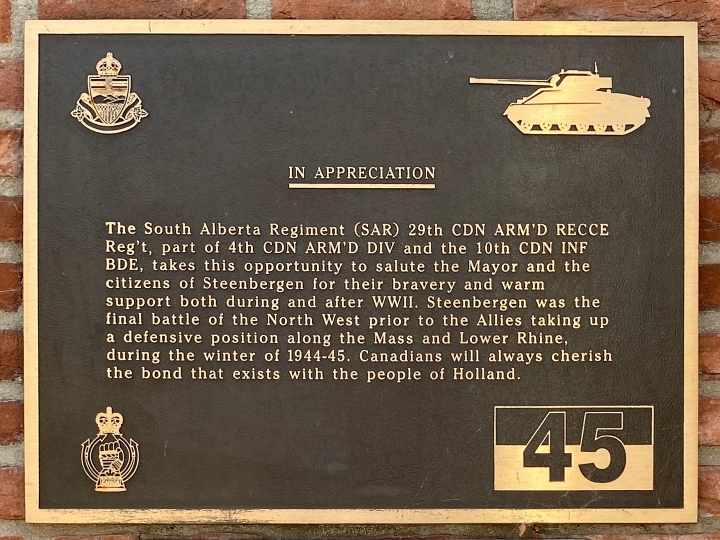 IN APPRECIATION
The South Alberta Regiment (SAR) 29th CDN ARM'D RECCE
Reg't, part of 4th CDN ARM'D DIV and the 10th CDN INF
BDE, takes this opportunity to salute the Mayor and the
citizens of Steenbergen for their bravery and warm
support both during and after WWII. Steenbergen was the
final battle of the North West prior to the Allies taking up
a defensive position along the Mass and Lower Rhine,
during the winter of 1944-45. Canadians will always cherish
the bond that exists with the people of Holland.
45